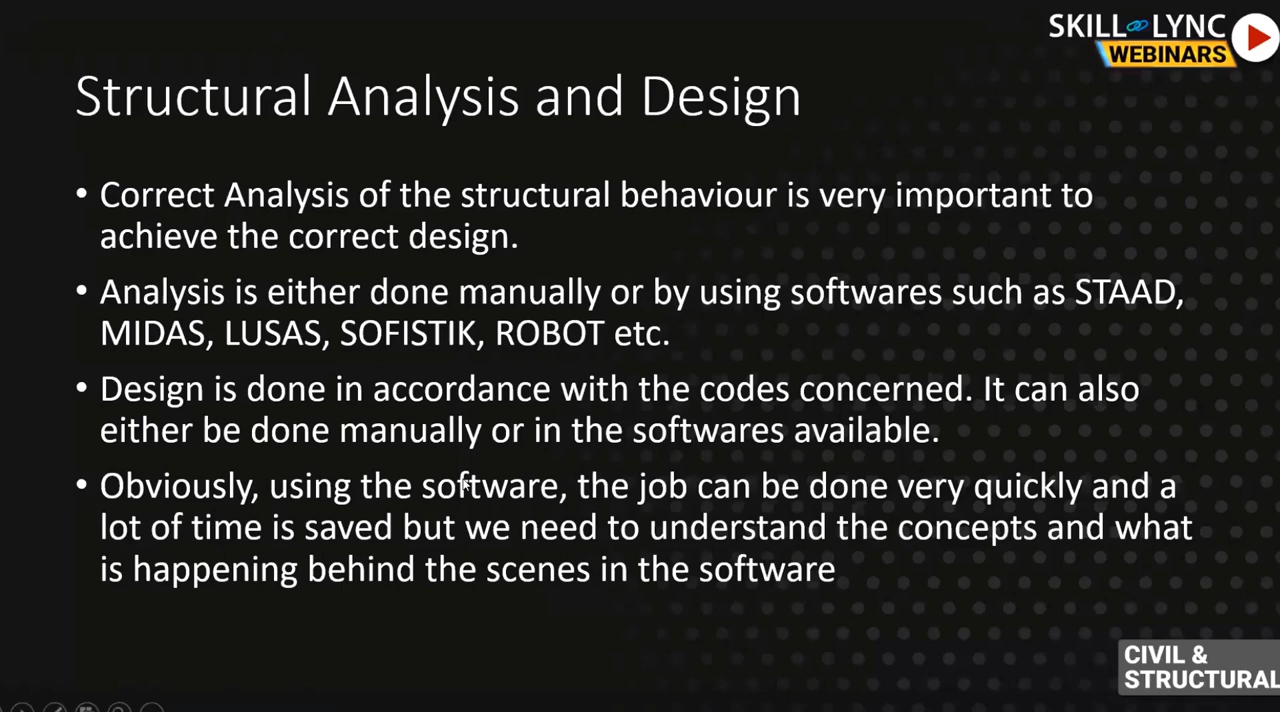 SKILL LYNC
WEBINARS
Structural Analysis and Design
• Correct Analysis of the structural behaviour is very important to
achieve the correct design.
• Analysis is either done manually or by using softwares such as STAAD,
MIDAS, LUSAS, SOFISTIK, ROBOT etc.
• Design is done in accordance with the codes concerned. It can also
either be done manually or in the softwares available.
• Obviously, using the software, the job can be done very quickly and a
lot of time is saved but we need to understand the concepts and what
is happening behind the scenes in the software
CIVIL &
STRUCTURAL